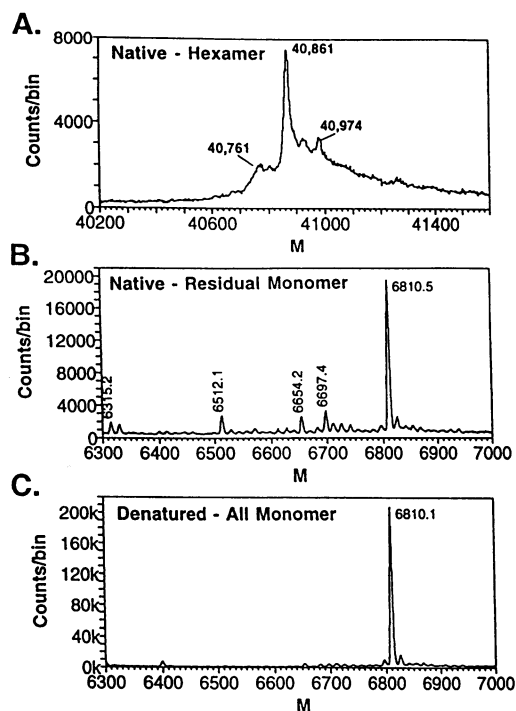 A.
Native - Hexamer
Counts/bin
8000
4000
0
40,861
40,761
40,974
40200
40600
41000
41400
M
B.
Native - Residual Monomer
Counts/bin
20000
16000
12000
8000
4000
0
6315.2
6512.1
6654.2
6697.4
6810.5
6300
6400
6500
6600
6700
6800
6900
7000
M
C.
Denatured - All Monomer
Counts/bin
200k
160k
120k
80k
40k
0k
6810.1
6300
6400
6500
6600
6700
6800
6900
7000
M